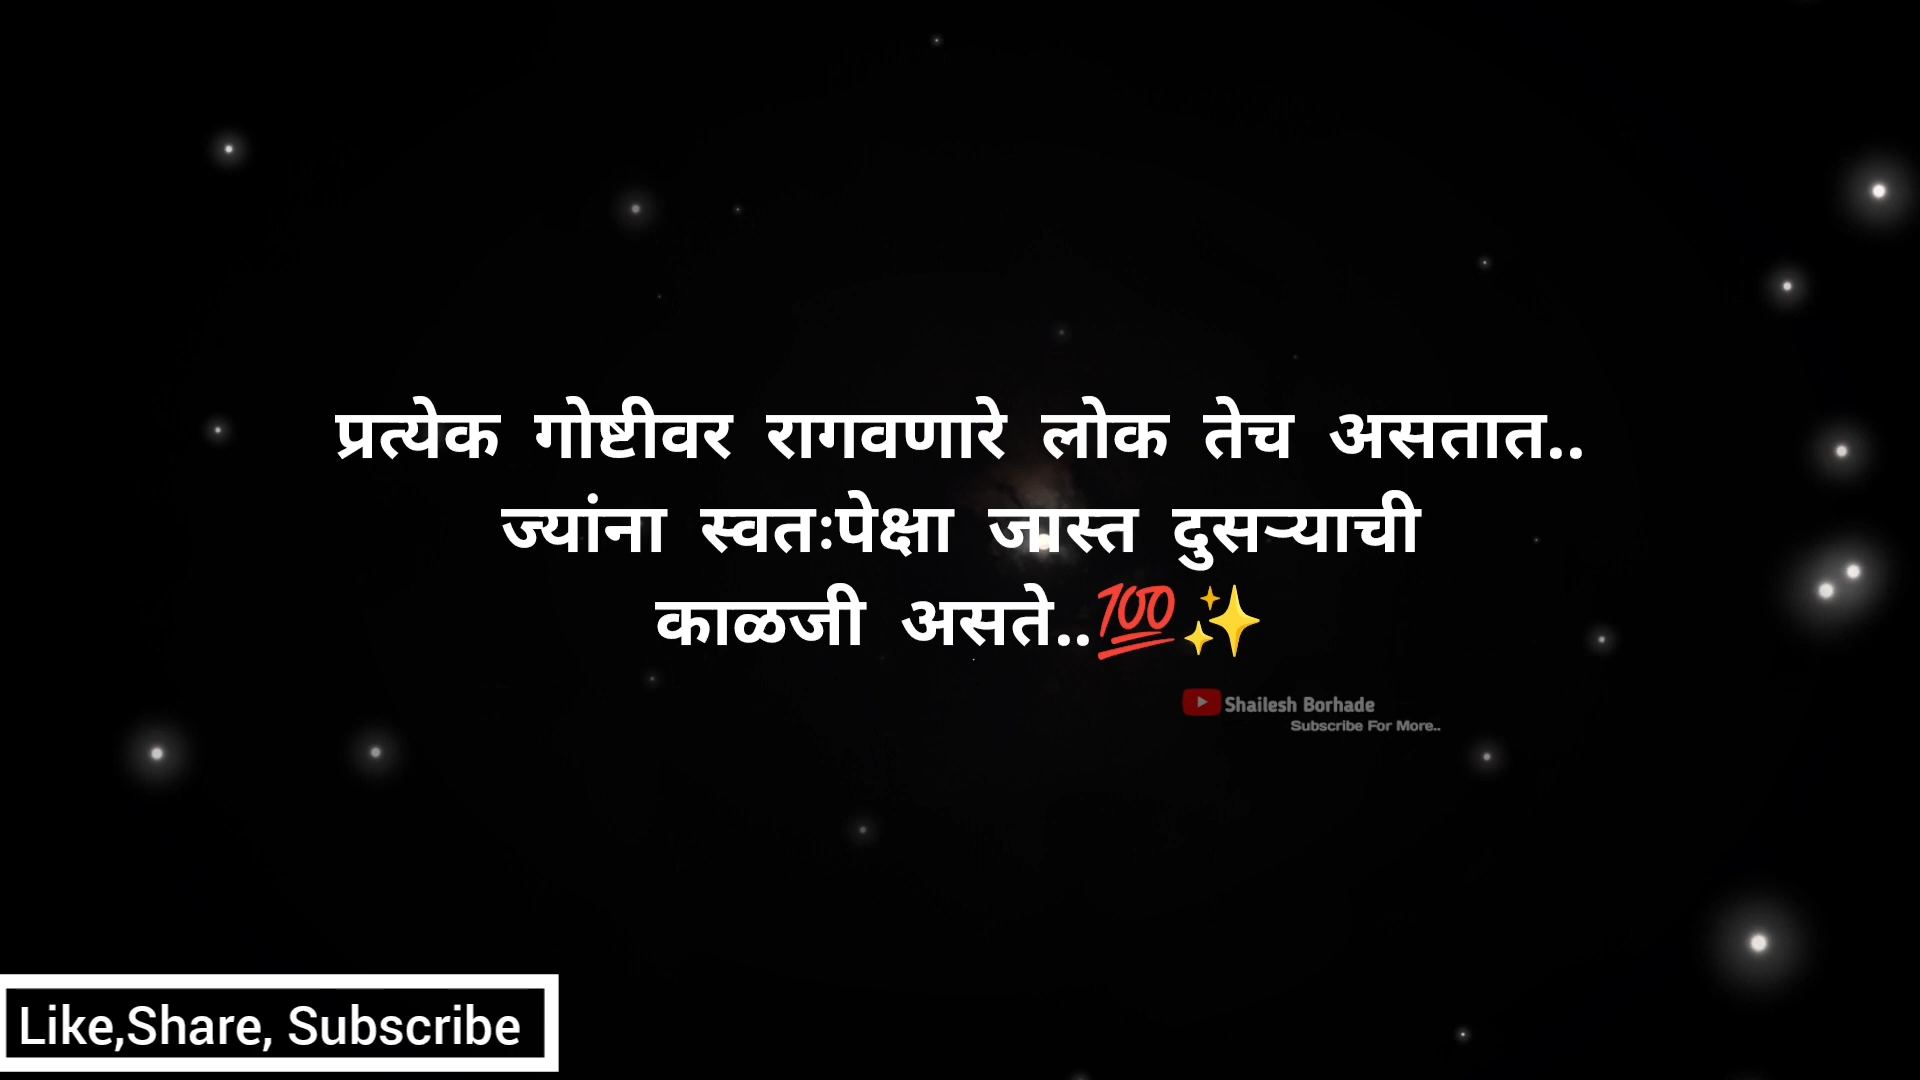 प्रत्येक गोष्टीवर रागवणारे लोक तेच असतात..
ज्यांना स्वतःपेक्षा जास्त दुसऱ्याची
काळजी असते..💯✨
Shailesh Borhade
Subscribe For More..
Like,Share, Subscribe